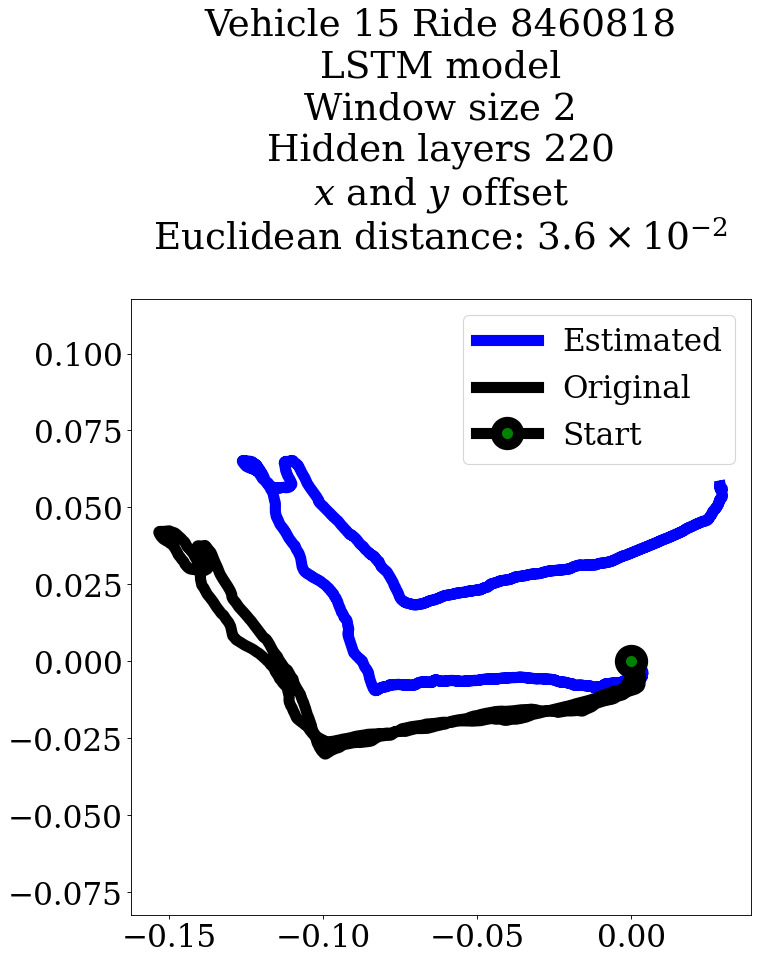 Vehicle 15 Ride 8460818
LSTM model
Window size 2
Hidden layers 220
x and y offset
Euclidean distance: 3.6 × 10⁻²
Estimated
Original
Start
0.100
0.075
0.050
0.025
0.000
−0.025
−0.050
−0.075
−0.15 −0.10 −0.05 0.00